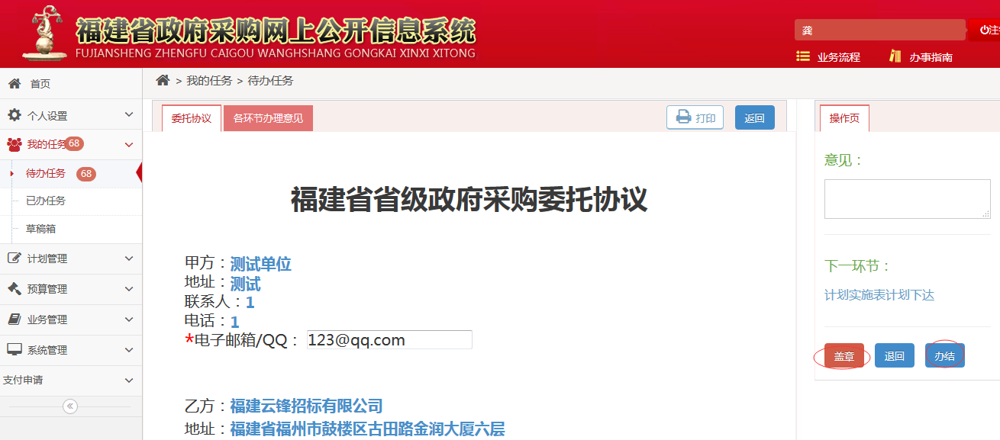 福建省政府采购网上公开信息系统
FUJIANSHENG ZHENGFU CAIGOU WANGHSHANG GONGKAI XINXI XITONG
龚
注
业务流程 办事指南
首页
个人设置
我的任务 68
待办任务 68
已办任务
草稿箱
计划管理
预算管理
业务管理
系统管理
支付申请
> 我的任务 > 待办任务
委托协议 各环节办理意见 打印 返回
福建省省级政府采购委托协议
甲方：测试单位
地址：测试
联系人：1
电话：1
*电子邮箱/QQ： 123@qq.com
乙方：福建云锋招标有限公司
地址：福建省福州市鼓楼区古田路金润大厦六层
操作页
意见：
下一环节：
计划实施表计划下达
盖章 退回 办结